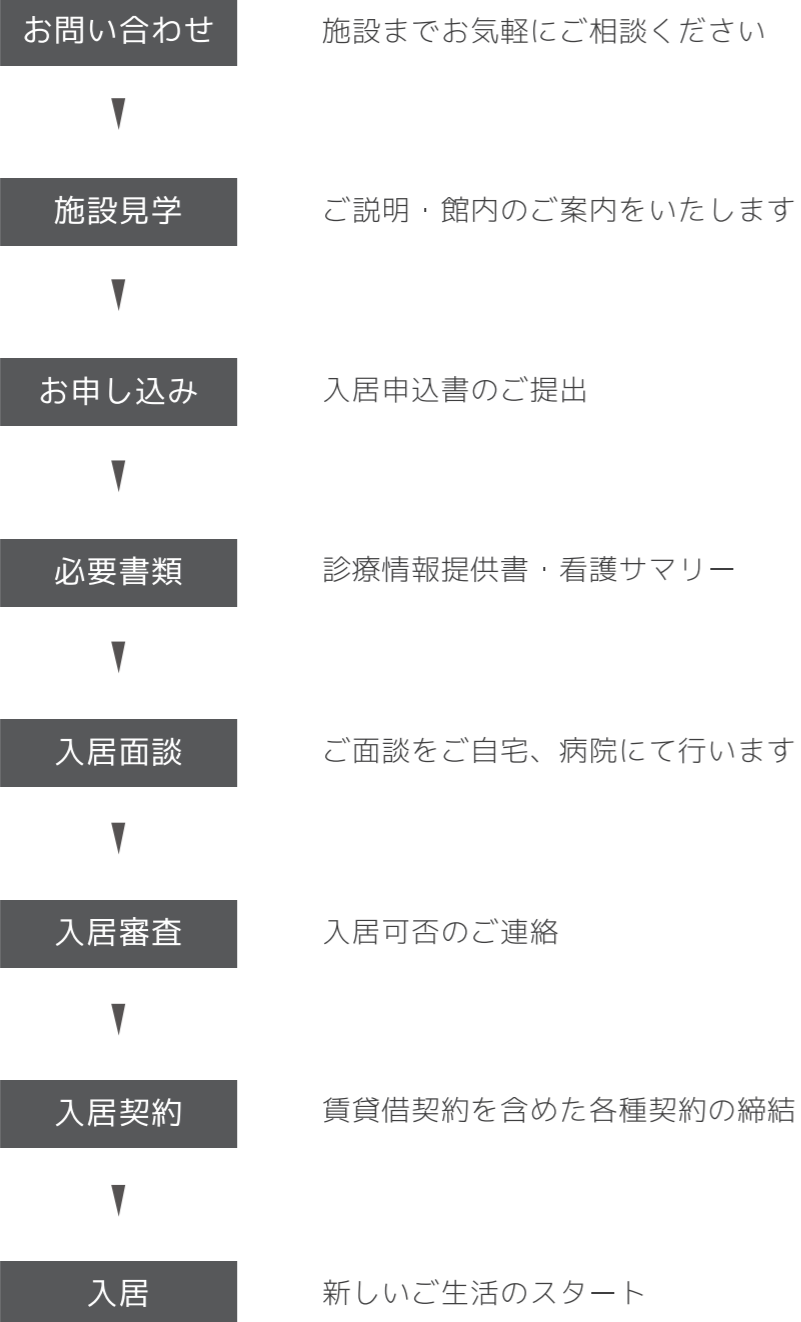 お問い合わせ
施設までお気軽にご相談ください
施設見学
ご説明・館内のご案内をいたします
お申し込み
入居申込書のご提出
必要書類
診療情報提供書・看護サマリー
入居面談
ご面談をご自宅、病院にて行います
入居審査
入居可否のご連絡
入居契約
賃貸借契約を含めた各種契約の締結
入居
新しいご生活のスタート